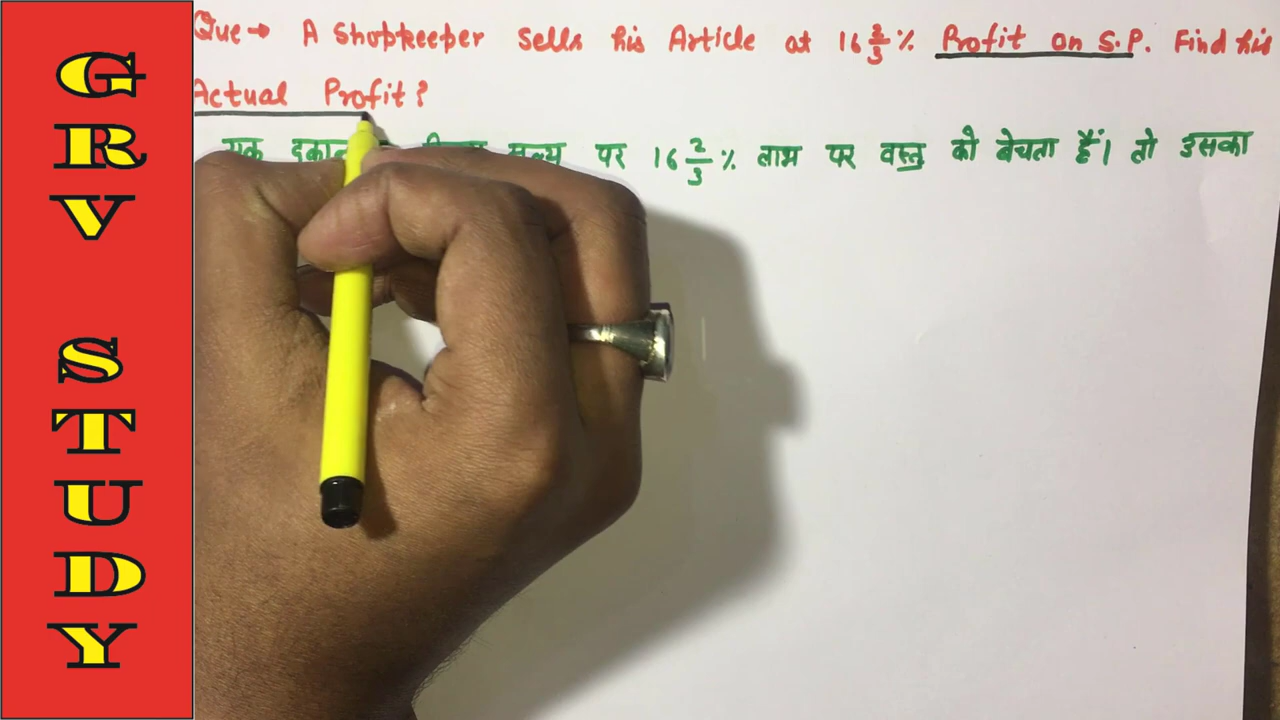 GRV STUDY
Que→ A Shopkeeper sells his Article at 16 2/3 % Profit on S.P. Find his
Actual Profit?
एक पर 16 2/3 % लाभ पर वस्तु को बेचता हैं। तो उसका